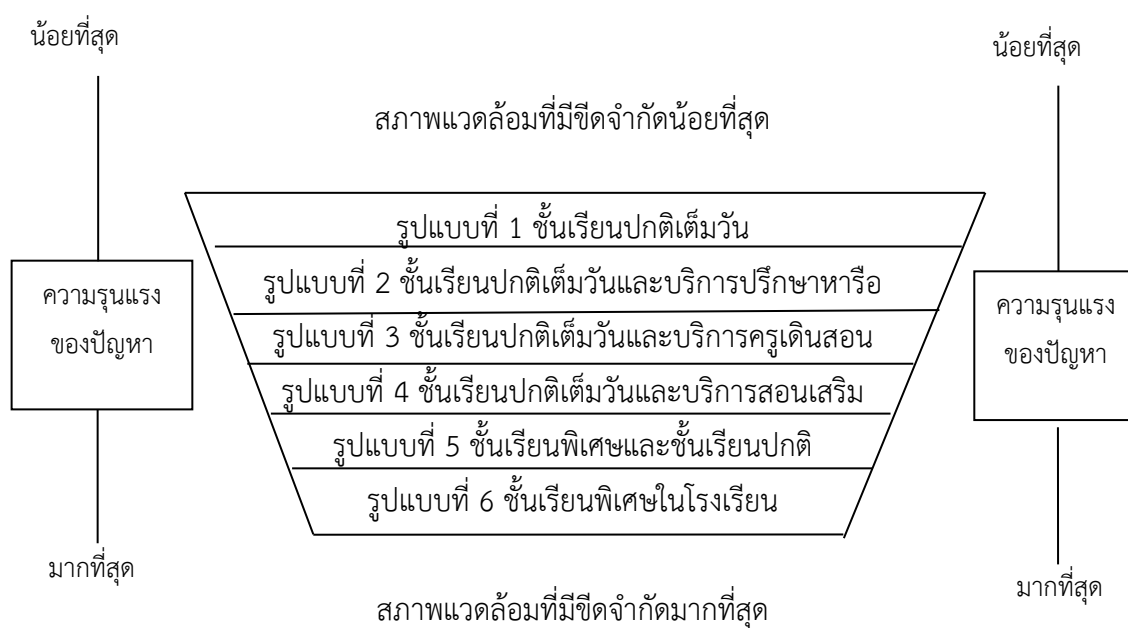 น้อยที่สุด
น้อยที่สุด
สภาพแวดล้อมที่มีขีดจำกัดน้อยที่สุด
รูปแบบที่ 1 ชั้นเรียนปกติเต็มวัน
รูปแบบที่ 2 ชั้นเรียนปกติเต็มวันและบริการปรึกษาหารือ
รูปแบบที่ 3 ชั้นเรียนปกติเต็มวันและบริการครูเดินสอน
รูปแบบที่ 4 ชั้นเรียนปกติเต็มวันและบริการสอนเสริม
รูปแบบที่ 5 ชั้นเรียนพิเศษและชั้นเรียนปกติ
รูปแบบที่ 6 ชั้นเรียนพิเศษในโรงเรียน
ความรุนแรง
ของปัญหา
ความรุนแรง
ของปัญหา
มากที่สุด
มากที่สุด
สภาพแวดล้อมที่มีขีดจำกัดมากที่สุด